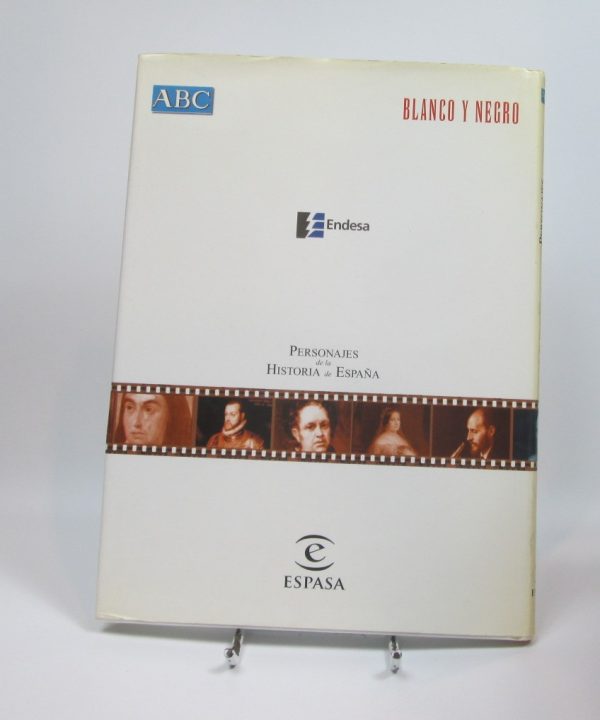 ABC
BLANCO Y NEGRO
Endesa
PERSONAJES
de la
HISTORIA de ESPAÑA
e
ESPASA